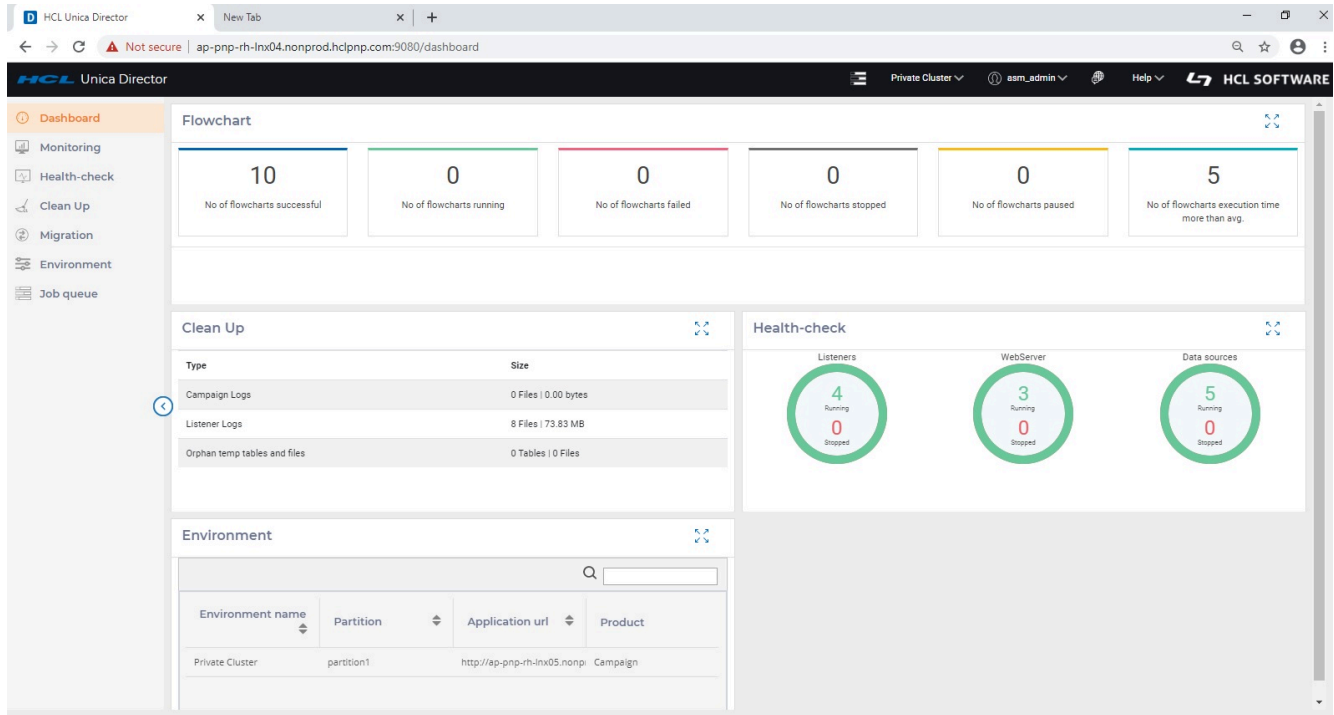 D HCL Unica Director
New Tab
Not secure ap-pnp-rh-lnx04.nonprod.hclpnp.com:9080/dashboard
HCL Unica Director
Private Cluster
asm_admin
Help
HCL SOFTWARE
Dashboard
Monitoring
Health-check
Clean Up
Migration
Environment
Job queue
Flowchart
10
No of flowcharts successful
0
No of flowcharts running
0
No of flowcharts failed
0
No of flowcharts stopped
0
No of flowcharts paused
5
No of flowcharts execution time
more than avg.
Clean Up
Type Size
Campaign Logs 0 Files | 0.00 bytes
Listener Logs 8 Files | 73.83 MB
Orphan temp tables and files 0 Tables | 0 Files
Health-check
Listeners
4
Running
0
Stopped
WebServer
3
Running
0
Stopped
Data sources
5
Running
0
Stopped
Environment
Environment name Partition Application url Product
Private Cluster partition1 http://ap-pnp-rh-lnx05.nonp Campaign